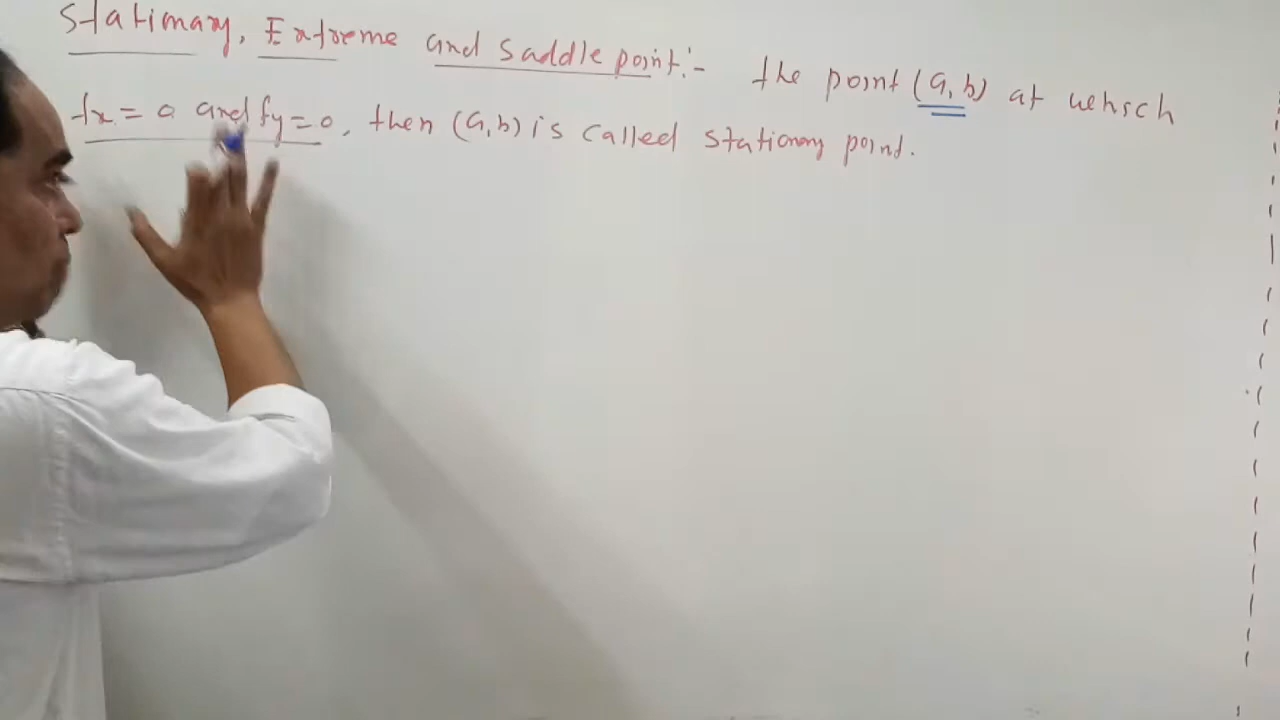 Stationary, Extreme and Saddle point:- the point (a, b) at which
fx = 0 and fy = 0, then (a, b) is called stationary point.